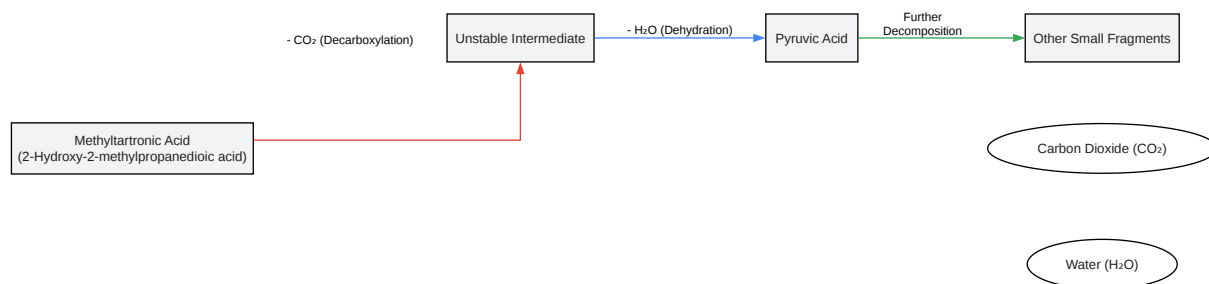 - CO₂ (Decarboxylation)
Unstable Intermediate
- H₂O (Dehydration)
Pyruvic Acid
Further
Decomposition
Other Small Fragments
Methyltartronic Acid
(2-Hydroxy-2-methylpropanedioic acid)
Carbon Dioxide (CO₂)
Water (H₂O)